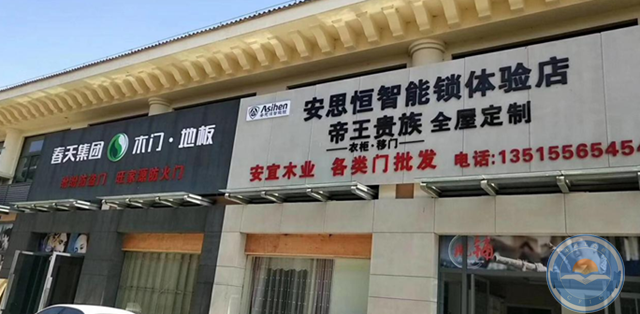 春天集团 木门·地板
Asihen
安思恒智能锁体验店
帝王贵族 全屋定制
衣柜·移门
安宜木业 各类门批发 电话:13515565454
福